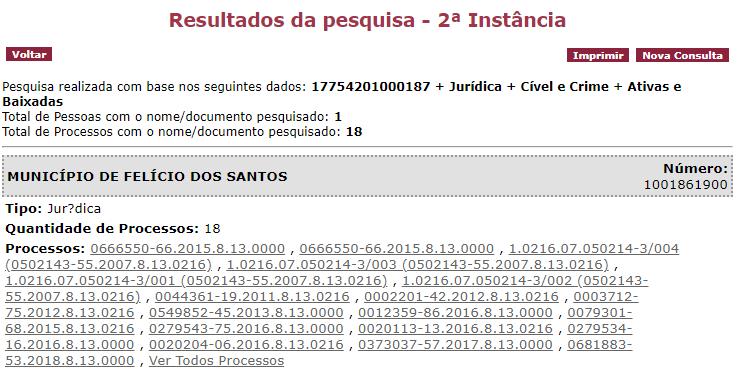 Resultados da pesquisa - 2ª Instância
Voltar
Imprimir Nova Consulta
Pesquisa realizada com base nos seguintes dados: 17754201000187 + Jurídica + Cível e Crime + Ativas e
Baixadas
Total de Pessoas com o nome/documento pesquisado: 1
Total de Processos com o nome/documento pesquisado: 18
MUNICÍPIO DE FELÍCIO DOS SANTOS
Número:
1001861900
Tipo: Jur?dica
Quantidade de Processos: 18
Processos: 0666550-66.2015.8.13.0000 , 0666550-66.2015.8.13.0000 , 1.0216.07.050214-3/004
(0502143-55.2007.8.13.0216) , 1.0216.07.050214-3/003 (0502143-55.2007.8.13.0216) ,
1.0216.07.050214-3/001 (0502143-55.2007.8.13.0216) , 1.0216.07.050214-3/002 (0502143-
55.2007.8.13.0216) , 0044361-19.2011.8.13.0216 , 0002201-42.2012.8.13.0216 , 0003712-
75.2012.8.13.0216 , 0549852-45.2013.8.13.0000 , 0012359-86.2016.8.13.0000 , 0079301-
68.2015.8.13.0216 , 0279543-75.2016.8.13.0000 , 0020113-13.2016.8.13.0216 , 0279534-
16.2016.8.13.0000 , 0020204-06.2016.8.13.0216 , 0373037-57.2017.8.13.0000 , 0681883-
53.2018.8.13.0000 , Ver Todos Processos